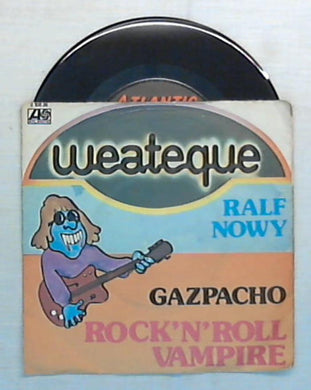 ATLANTIC
weateque
RALF
NOWY
GAZPACHO
ROCK'N'ROLL
VAMPIRE